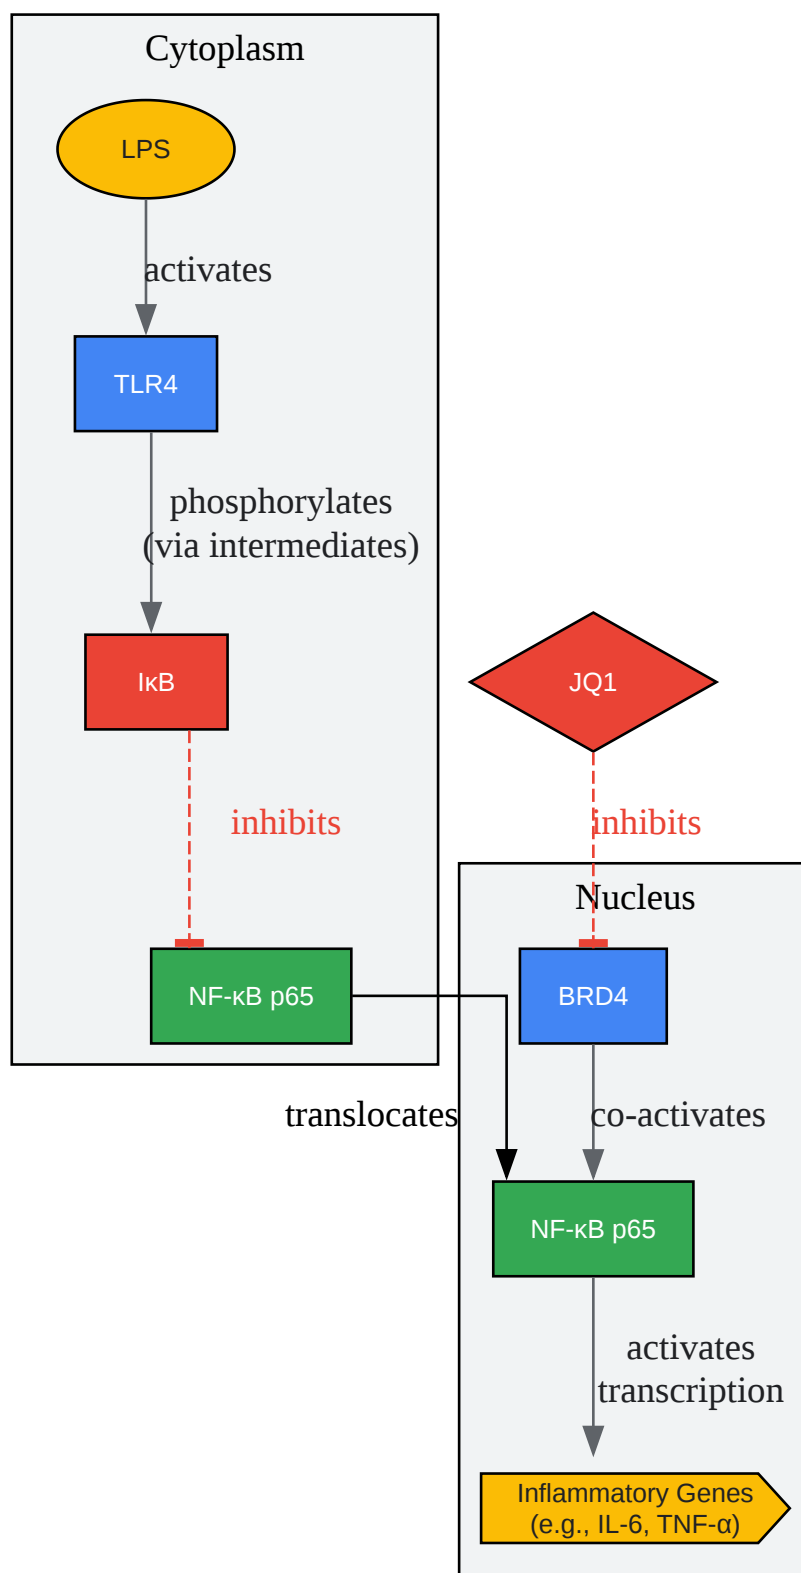 Cytoplasm
LPS
activates
TLR4
phosphorylates
(via intermediates)
IκB
JQ1
inhibits
inhibits
Nucleus
NF-κB p65
BRD4
translocates
co-activates
NF-κB p65
activates
transcription
Inflammatory Genes
(e.g., IL-6, TNF-α)